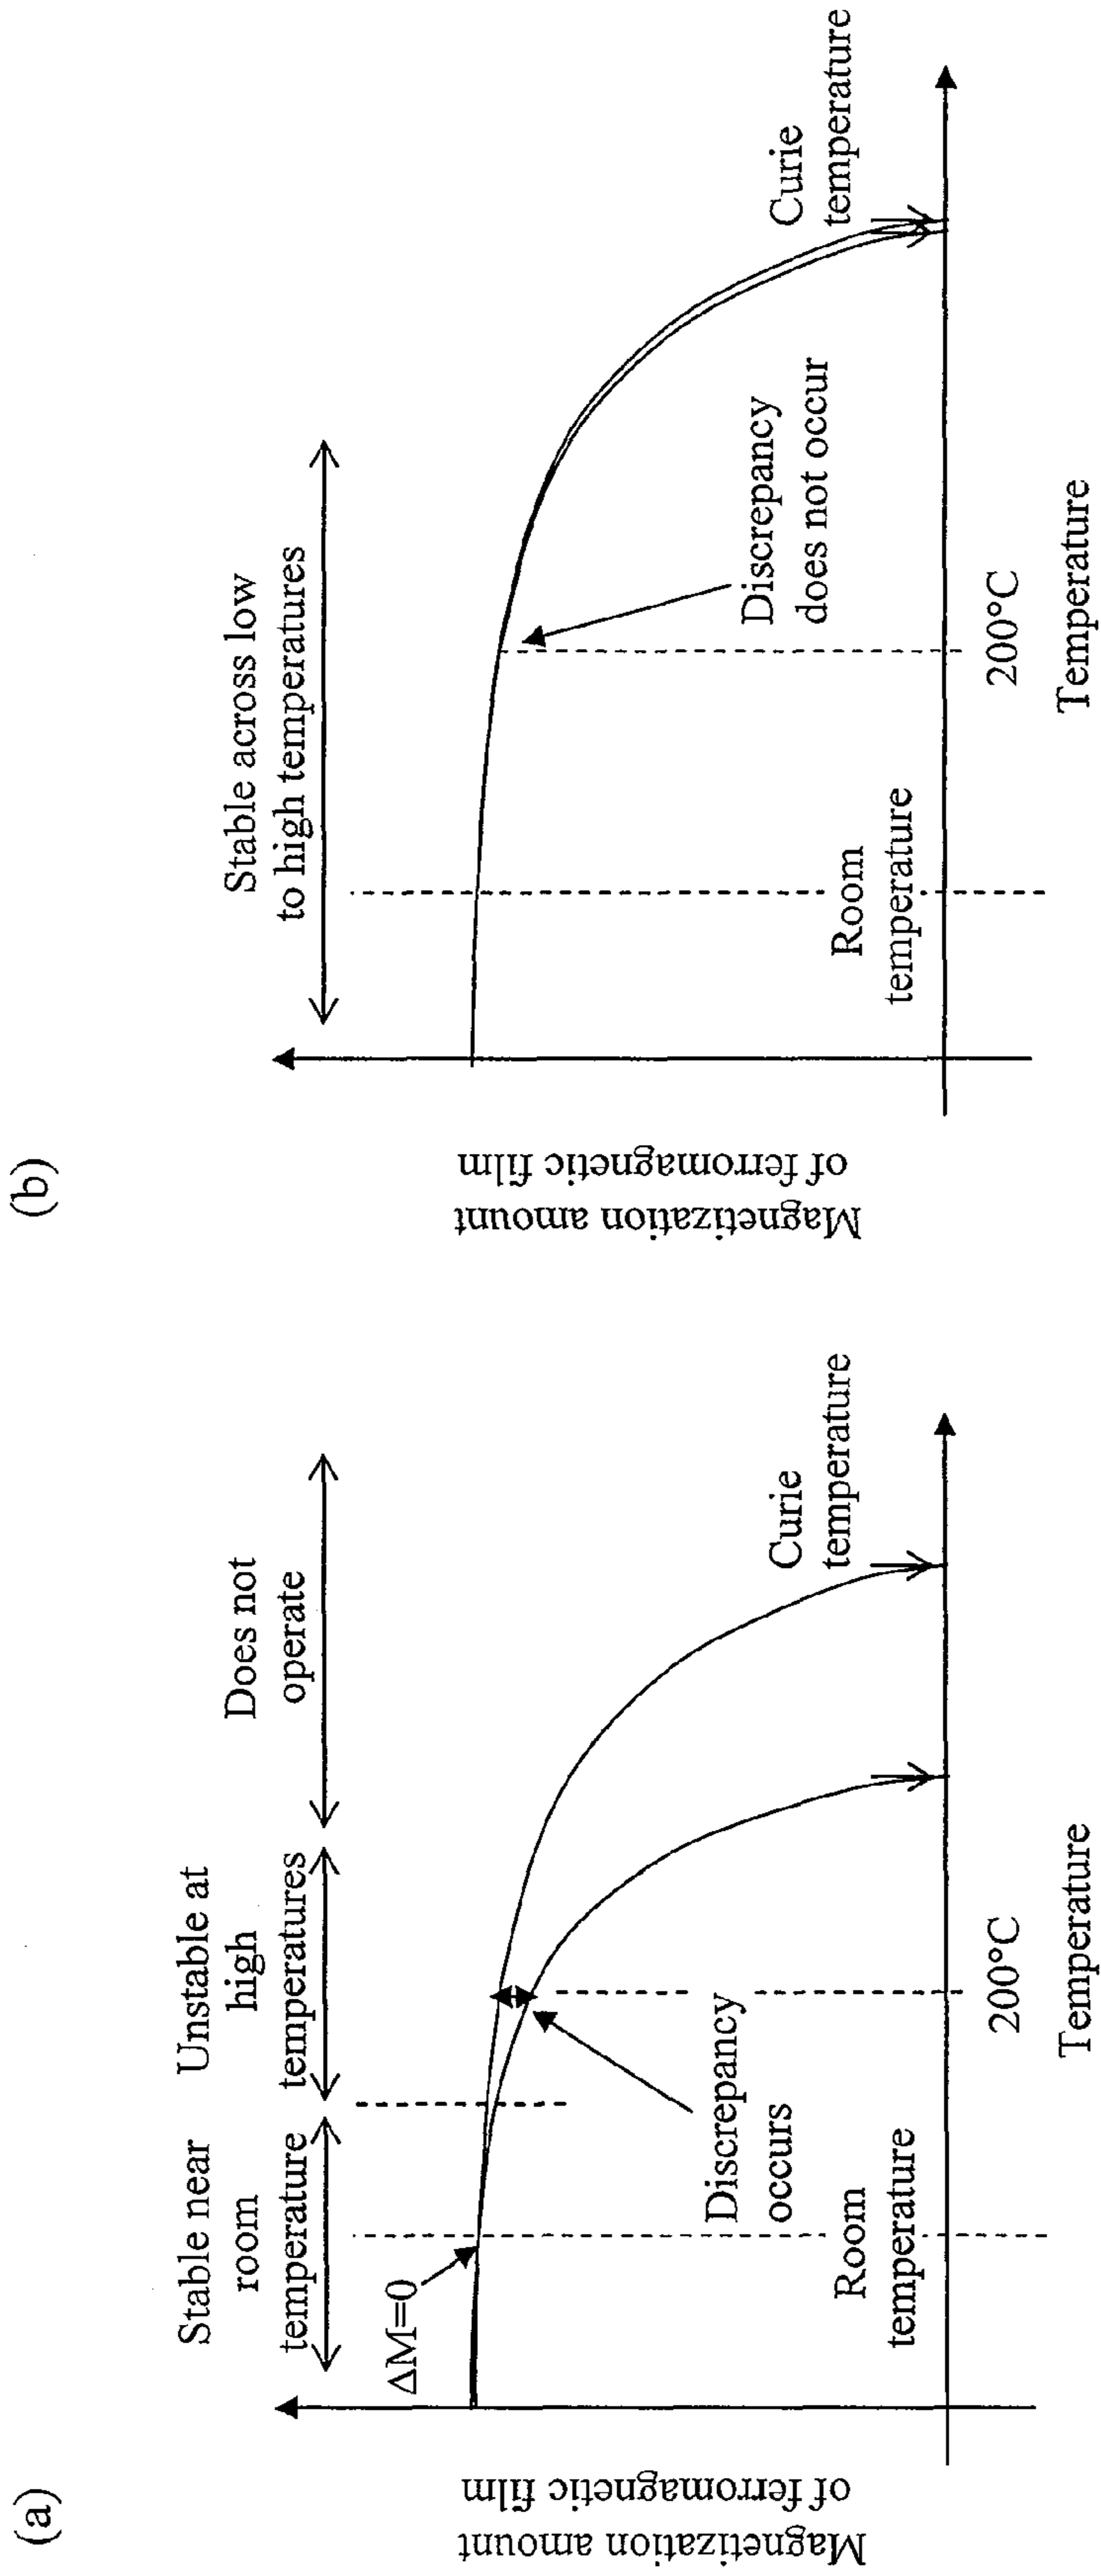 (a)
Stable near
room
temperature
Unstable at
high
temperatures
Does not
operate
ΔM=0
Magnetization amount
of ferromagnetic film
Discrepancy
occurs
Curie
temperature
Room
temperature
200°C
Temperature
(b)
Stable across low
to high temperatures
Magnetization amount
of ferromagnetic film
Discrepancy
does not occur
Curie
temperature
Room
temperature
200°C
Temperature